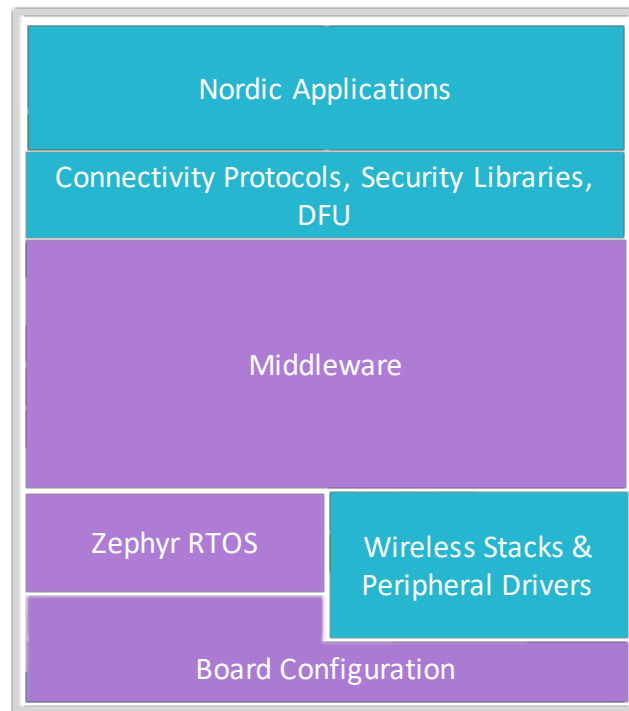 Nordic Applications
Connectivity Protocols, Security Libraries,
DFU
Middleware
Zephyr RTOS
Wireless Stacks &
Peripheral Drivers
Board Configuration